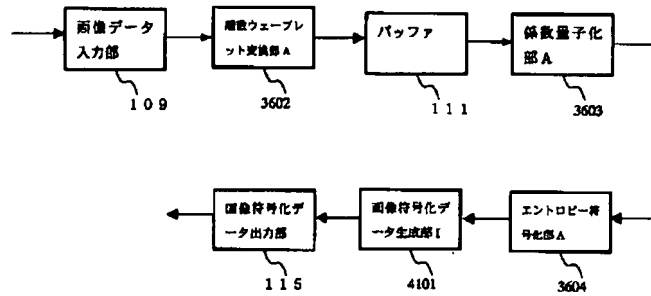 画像データ
入力部
離散ウェーブレ
ット変換部A
バッファ
係数量子化
部A
109
3602
111
3603
画像符号化デ
ータ出力部
画像符号化デ
ータ生成部I
エントロピー符
号化部A
115
4101
3604